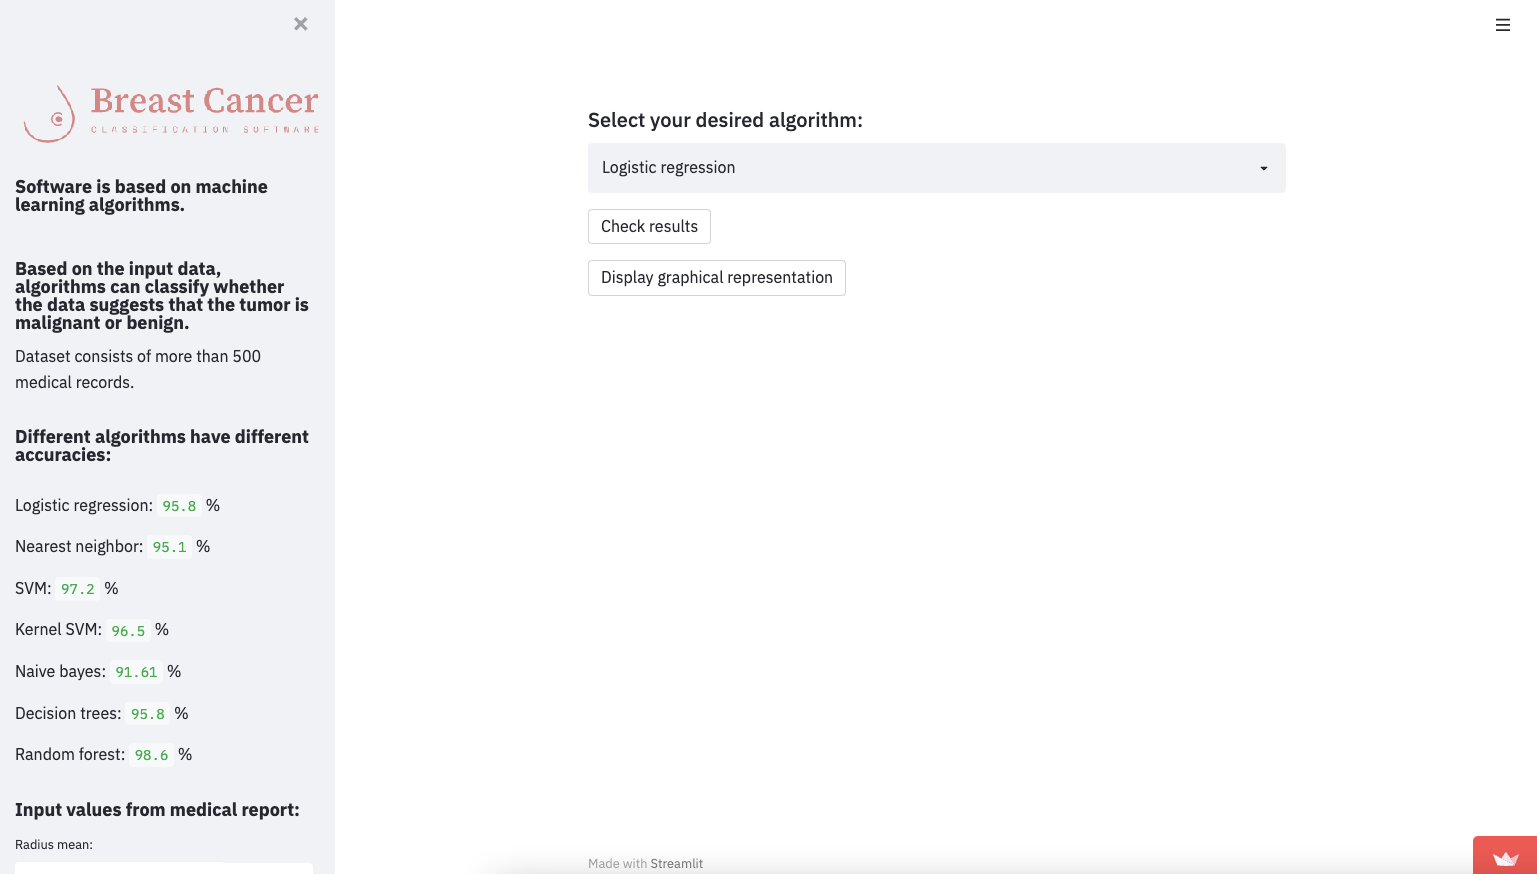 Breast Cancer
CLASSIFICATION SOFTWARE
Software is based on machine
learning algorithms.
Based on the input data,
algorithms can classify whether
the data suggests that the tumor is
malignant or benign.
Dataset consists of more than 500
medical records.
Different algorithms have different
accuracies:
Logistic regression: 95.8 %
Nearest neighbor: 95.1 %
SVM: 97.2 %
Kernel SVM: 96.5 %
Naive bayes: 91.61 %
Decision trees: 95.8 %
Random forest: 98.6 %
Input values from medical report:
Radius mean:
Select your desired algorithm:
Logistic regression
Check results
Display graphical representation
Made with Streamlit